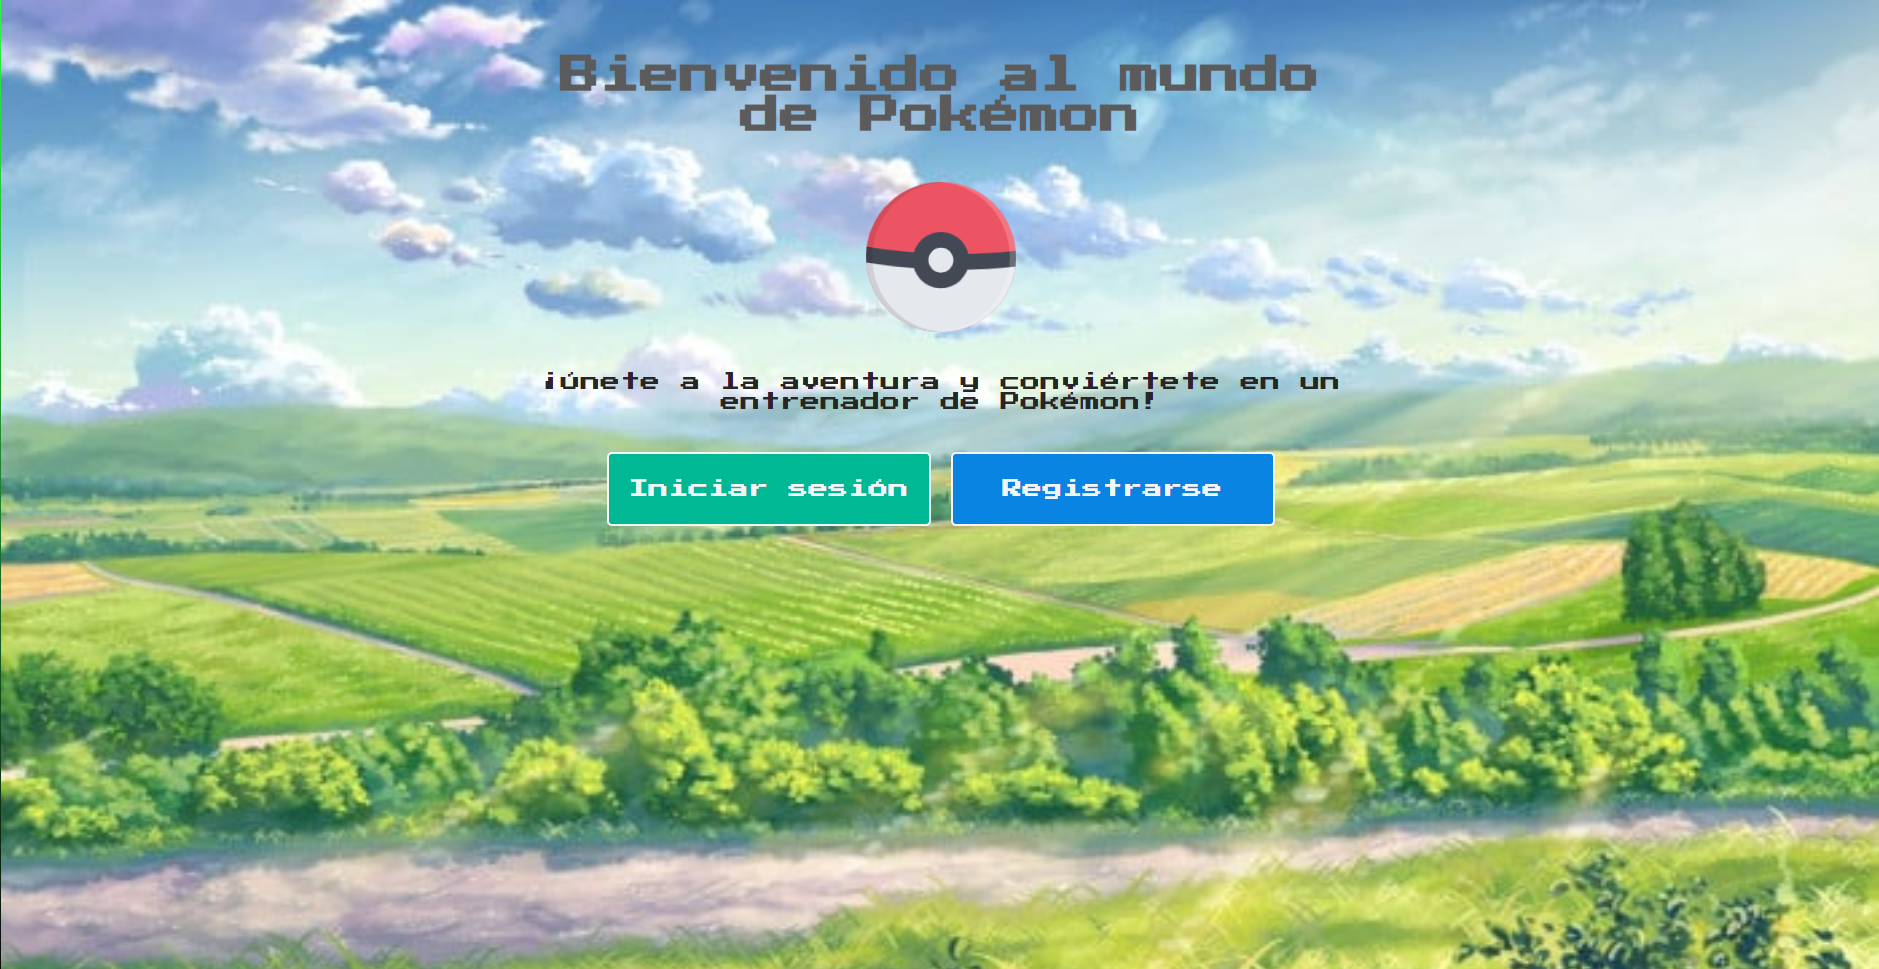 Bienvenido al mundo
de Pokémon
¡únete a la aventura y conviértete en un
entrenador de Pokémon!
Iniciar sesión
Registrarse